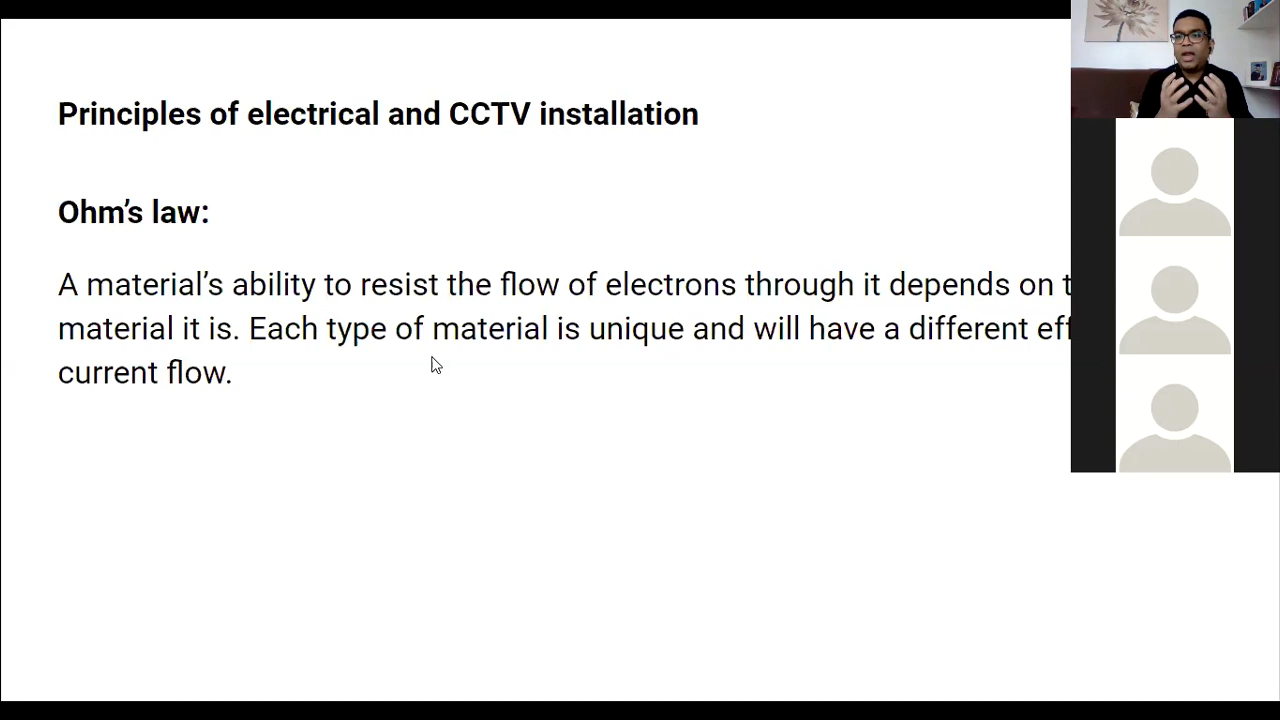 Principles of electrical and CCTV installation
Ohm’s law:
A material’s ability to resist the flow of electrons through it depends on
material it is. Each type of material is unique and will have a different
current flow.